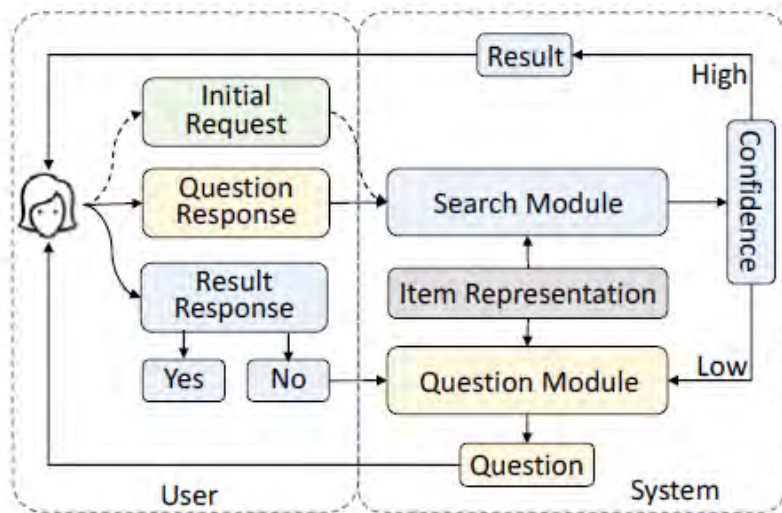 Result
High
Initial
Request
Question
Response
Search Module
Confidence
Result
Response
Item Representation
Yes
No
Question Module
Low
Question
User
System